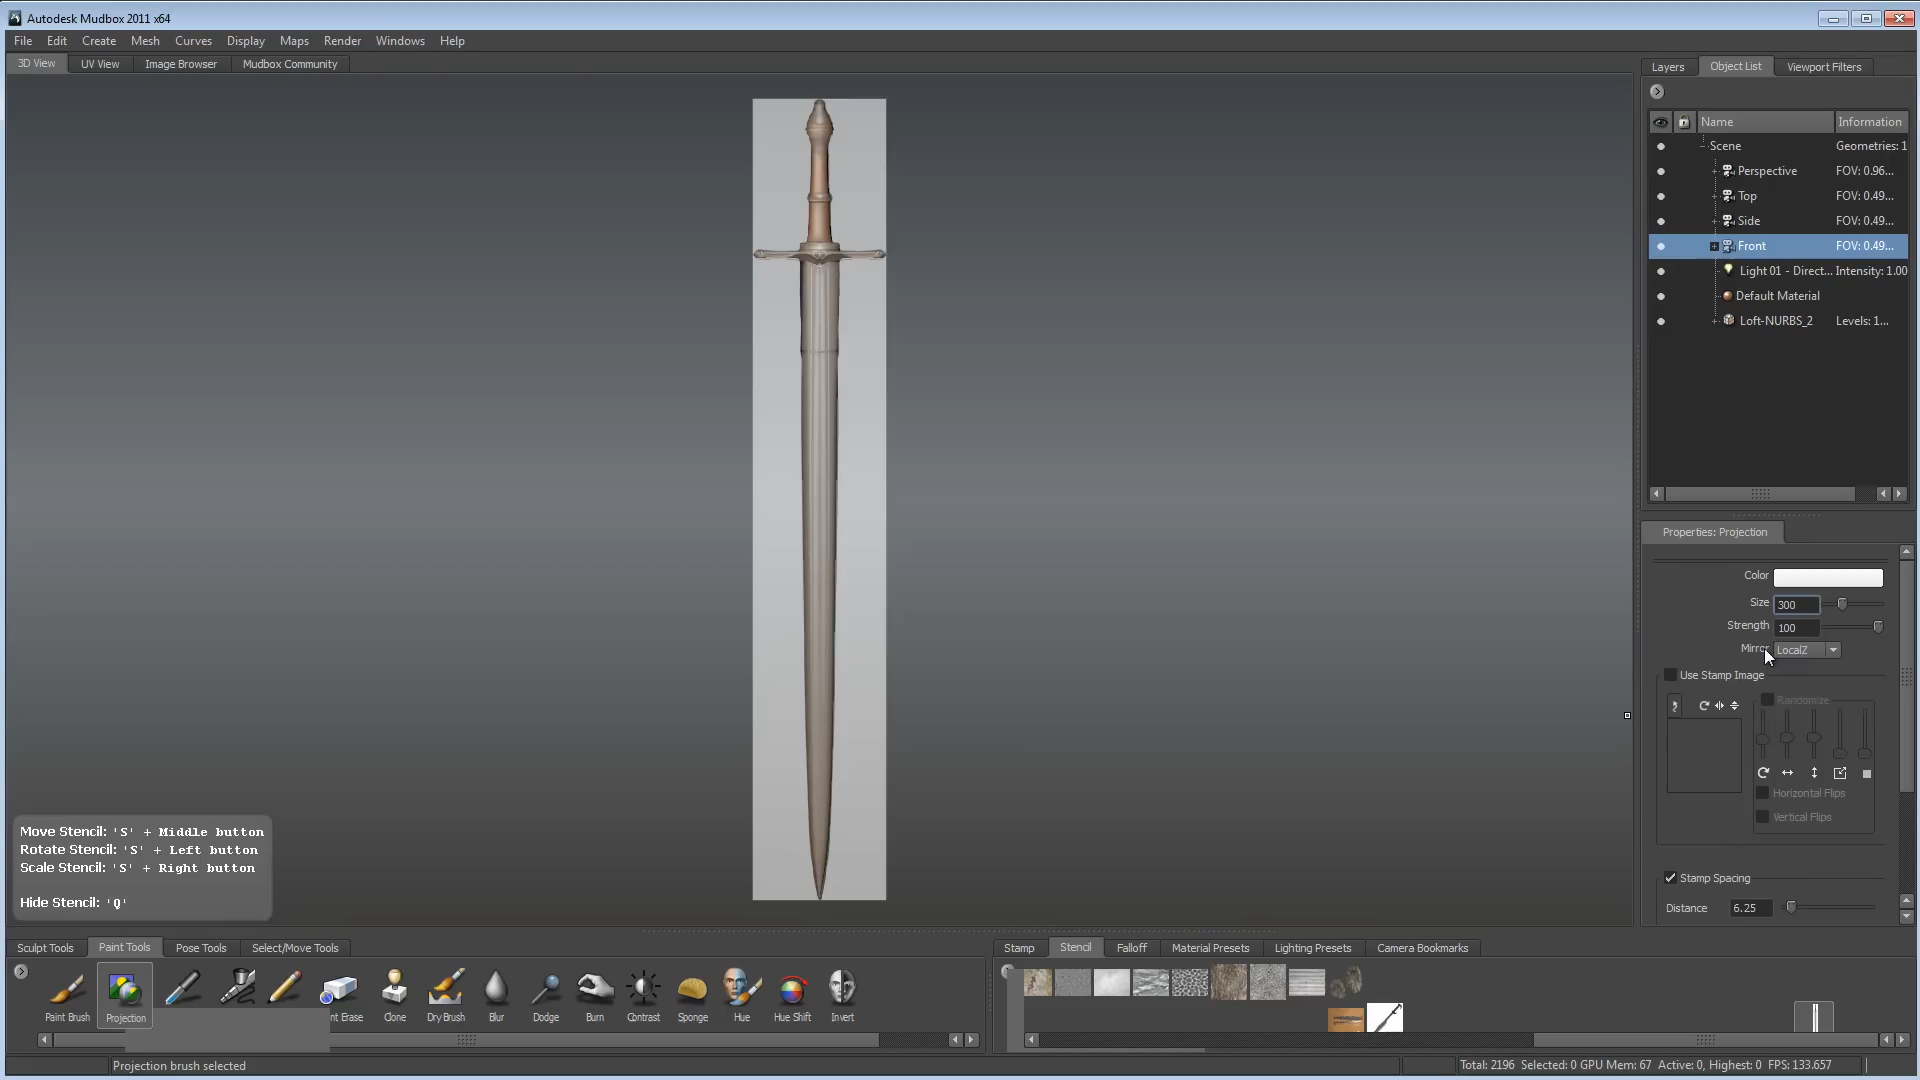 Autodesk Mudbox 2011 x64
File Edit Create Mesh Curves Display Maps Render Windows Help
3D View UV View Image Browser Mudbox Community
Layers Object List Viewport Filters
Name Information
Scene Geometries: 1
Perspective FOV: 0.96...
Top FOV: 0.49...
Side FOV: 0.49...
Front FOV: 0.49...
Light 01 - Direct... Intensity: 1.00
Default Material
Loft-NURBS_2 Levels: 1...
Properties: Projection
Color
Size 300
Strength 100
Mirror LocalZ
Use Stamp Image
Randomize
Horizontal Flips
Vertical Flips
Stamp Spacing
Distance 6.25
Move Stencil: 'S' + Middle button
Rotate Stencil: 'S' + Left button
Scale Stencil: 'S' + Right button
Hide Stencil: 'Q'
Sculpt Tools Paint Tools Pose Tools Select/Move Tools
Paint Brush Projection Erase Clone Dry Brush Blur Dodge Burn Contrast Sponge Hue Hue Shift Invert
Stamp Stencil Falloff Material Presets Lighting Presets Camera Bookmarks
Projection brush selected
Total: 2196 Selected: 0 GPU Mem: 67 Active: 0, Highest: 0 FPS: 133.657